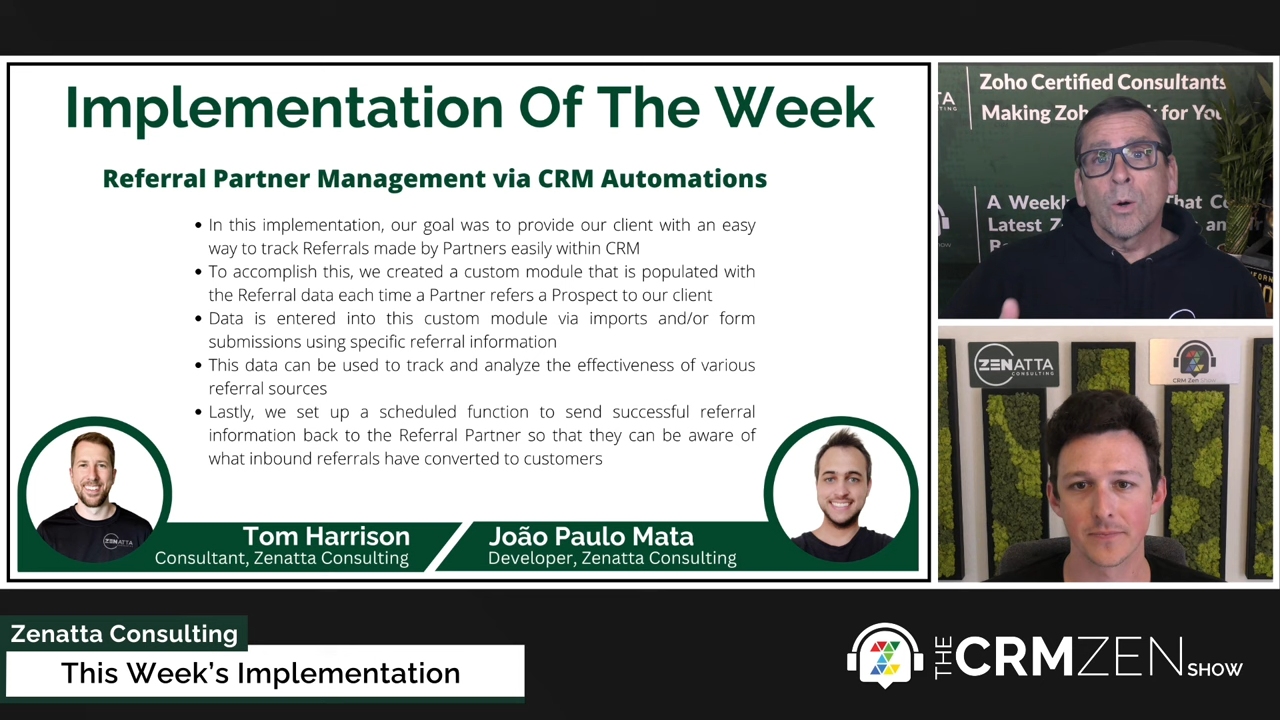 Implementation Of The Week
Referral Partner Management via CRM Automations
• In this implementation, our goal was to provide our client with an easy
way to track Referrals made by Partners easily within CRM
• To accomplish this, we created a custom module that is populated with
the Referral data each time a Partner refers a Prospect to our client
• Data is entered into this custom module via imports and/or form
submissions using specific referral information
• This data can be used to track and analyze the effectiveness of various
referral sources
• Lastly, we set up a scheduled function to send successful referral
information back to the Referral Partner so that they can be aware of
what inbound referrals have converted to customers
ZENATTA
Tom Harrison
Consultant, Zenatta Consulting
João Paulo Mata
Developer, Zenatta Consulting
Zoho Certified Consultants
Making
for
A
Latest
ZENATTA
CONSULTING
CRM Zen Show
Zenatta Consulting
This Week's Implementation
THE CRMZEN SHOW